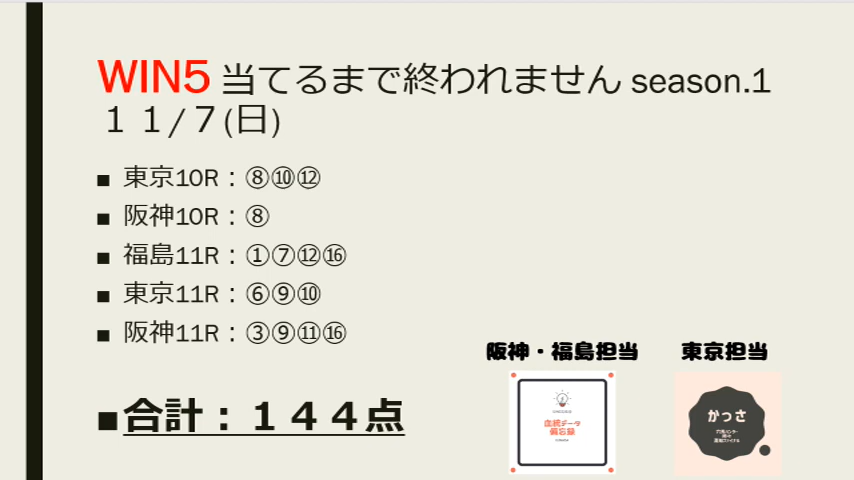 WIN5 当てるまで終われません season.1
１１/７(日)
■ 東京10R：⑧⑩⑫
■ 阪神10R：⑧
■ 福島11R：①⑦⑫⑯
■ 東京11R：⑥⑨⑩
■ 阪神11R：③⑨⑪⑯
■合計：１４４点
阪神・福島担当
東京担当
血統データ
備忘録
かっさ